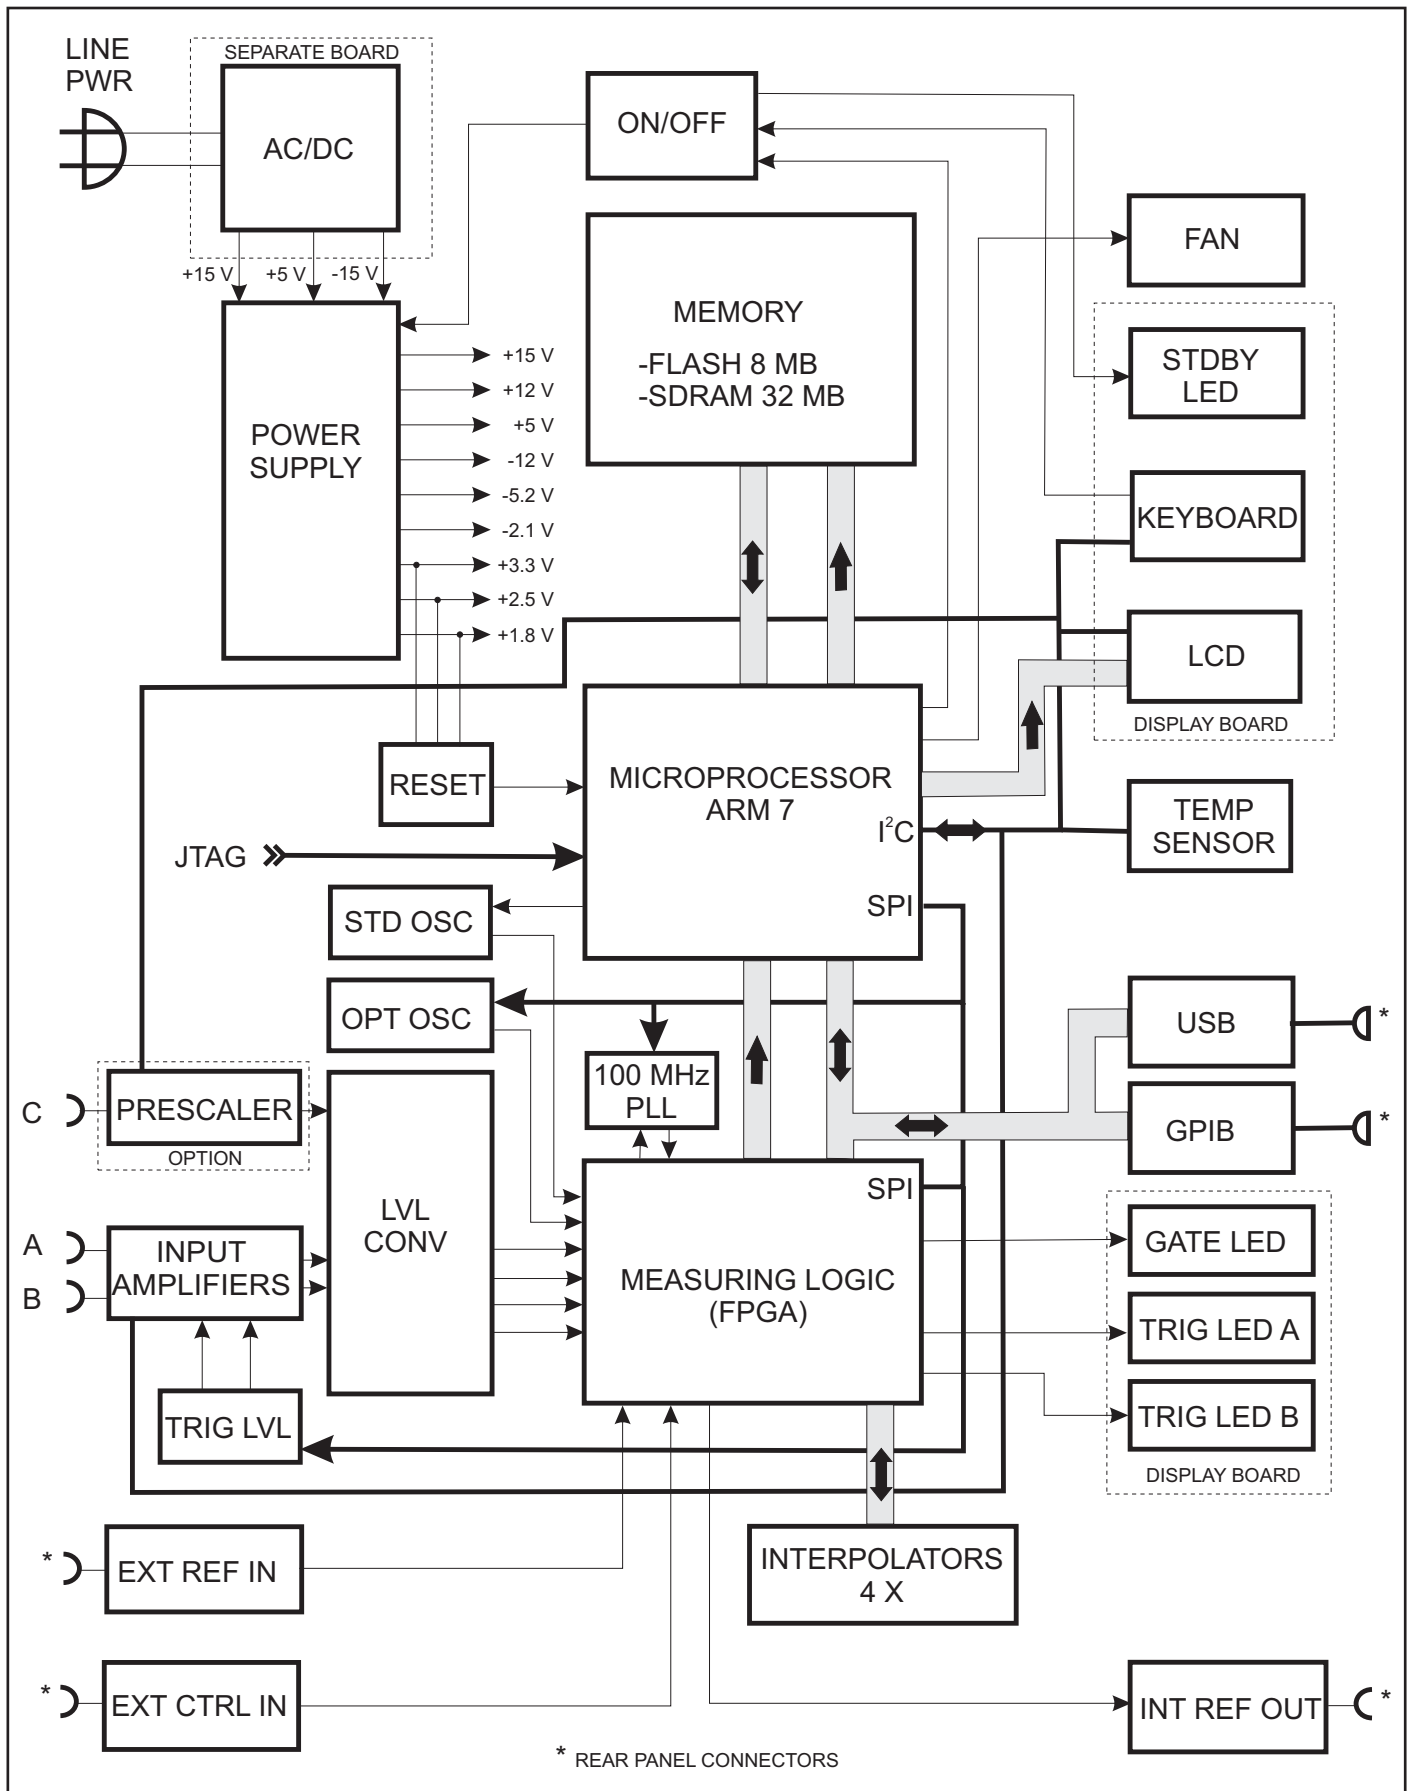 LINE
PWR
SEPARATE BOARD
AC/DC
ON/OFF
+15 V
+5 V
-15 V
FAN
MEMORY
-FLASH 8 MB
-SDRAM 32 MB
STDBY
LED
POWER
SUPPLY
+15 V
+12 V
+5 V
-12 V
-5.2 V
-2.1 V
+3.3 V
+2.5 V
+1.8 V
KEYBOARD
LCD
DISPLAY BOARD
RESET
MICROPROCESSOR
ARM 7
I²C
SPI
TEMP
SENSOR
JTAG
STD OSC
OPT OSC
100 MHz
PLL
USB
*
GPIB
*
C
PRESCALER
OPTION
LVL
CONV
A
B
INPUT
AMPLIFIERS
SPI
MEASURING LOGIC
(FPGA)
GATE LED
TRIG LED A
TRIG LED B
DISPLAY BOARD
TRIG LVL
*
EXT REF IN
INTERPOLATORS
4 X
*
EXT CTRL IN
INT REF OUT
*
* REAR PANEL CONNECTORS